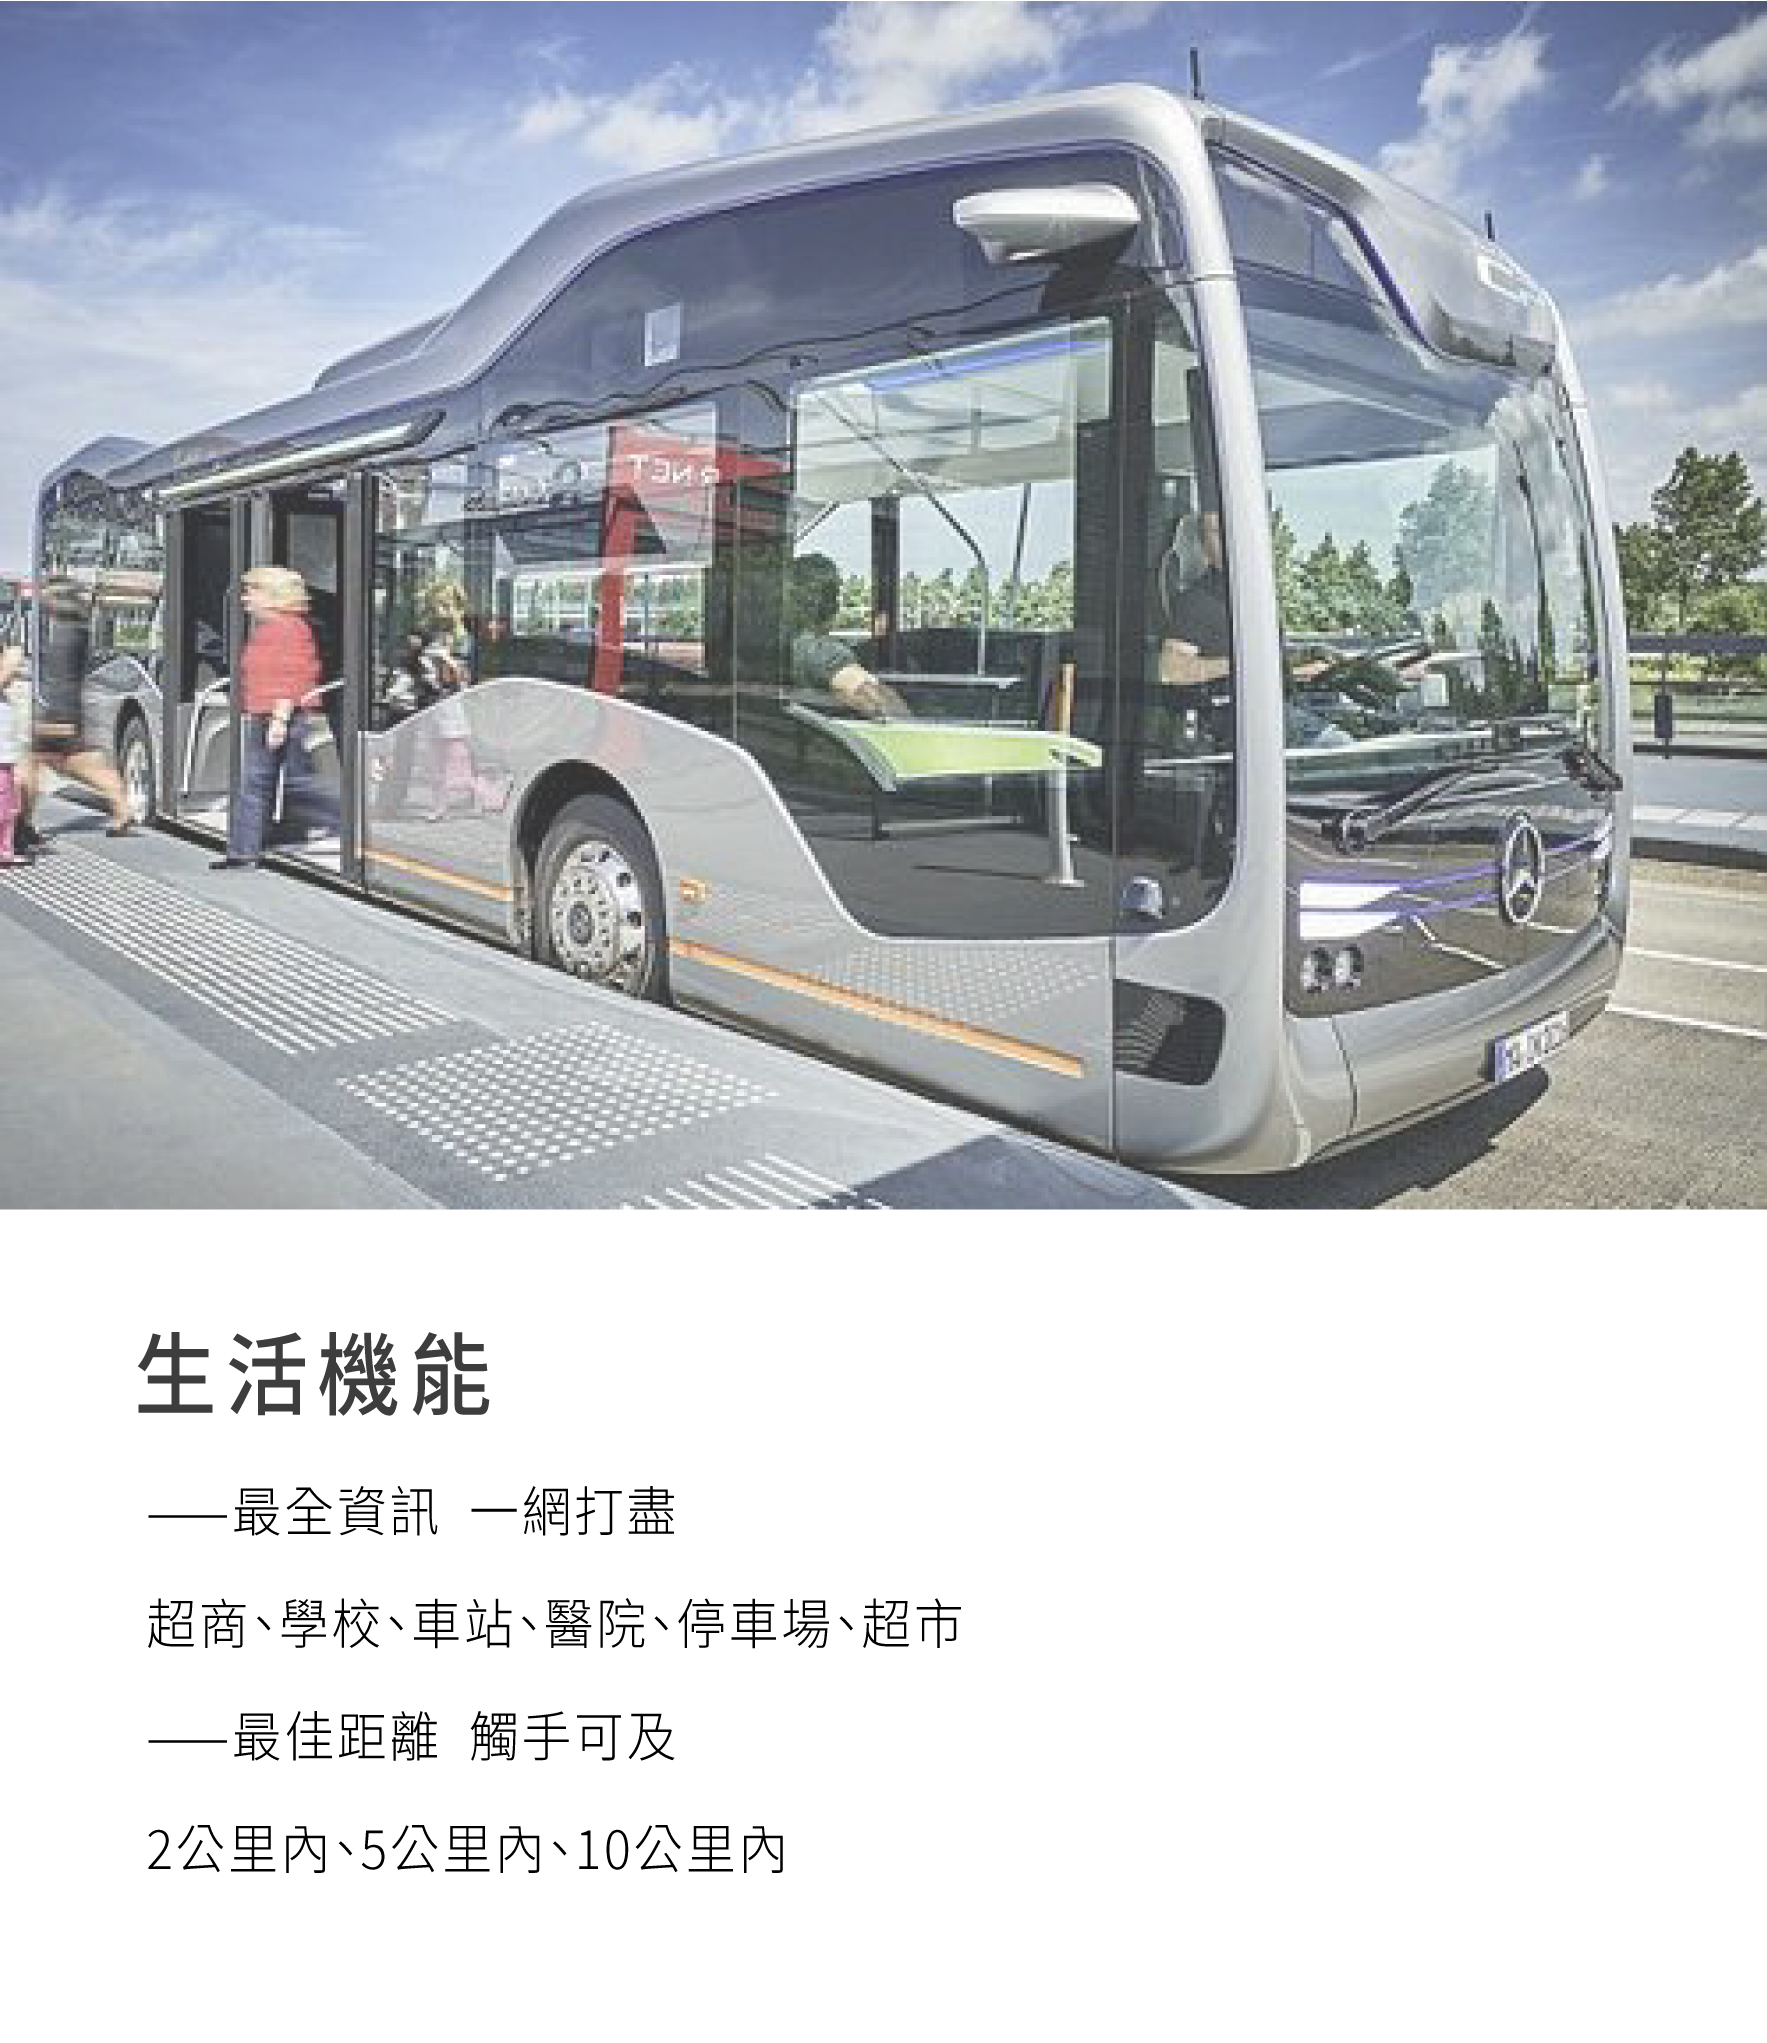 TEN R
生活機能
——最全資訊 一網打盡
超商、學校、車站、醫院、停車場、超市
——最佳距離 觸手可及
2公里內、5公里內、10公里內